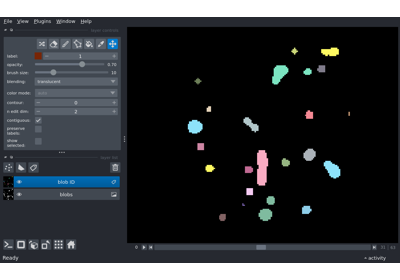 File View Plugins Window Help
label: 1
opacity: 0.70
brush size: 10
blending: translucent
color mode:
contour: 0
n edit dim: 2
contiguous:
preserve labels:
show selected:
blob ID
blobs
0
Ready
activity